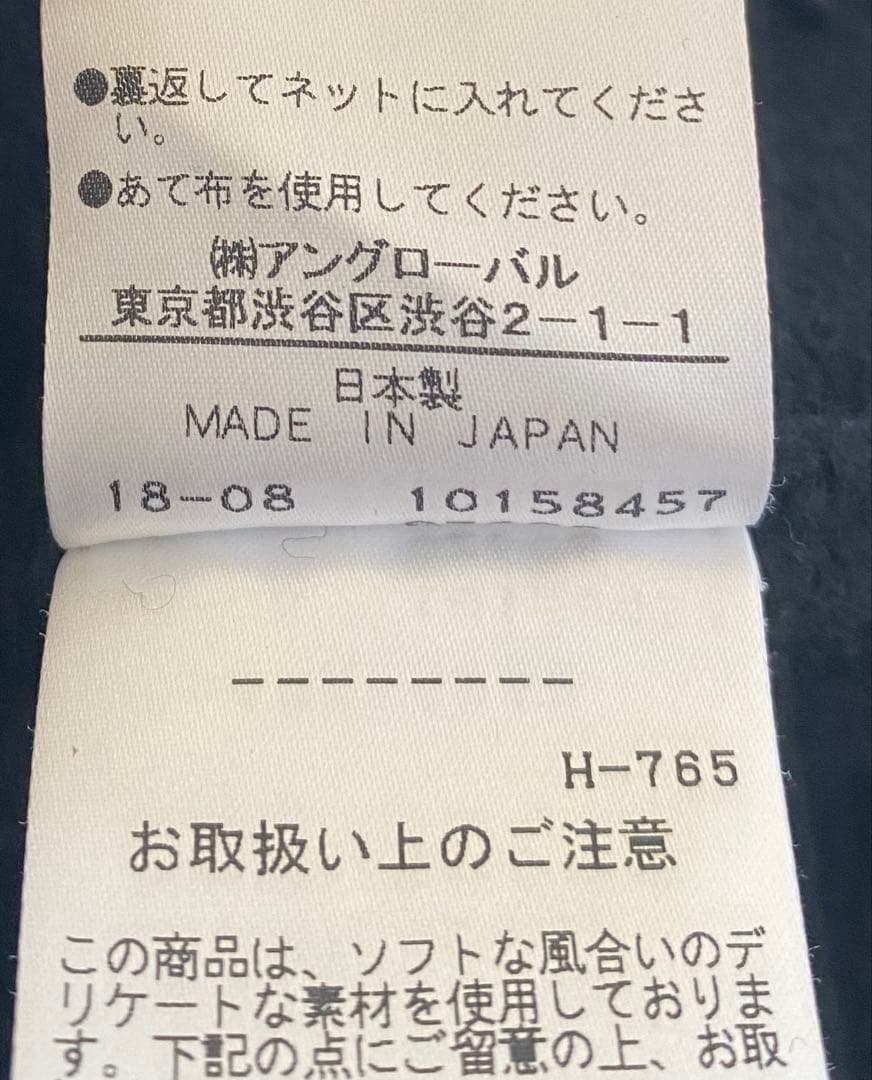 ●裏返してネットに入れてくださ
い。
●あて布を使用してください。
㈱アングローバル
東京都渋谷区渋谷2-1-1
日本製
MADE IN JAPAN
18-08 10158457
--------
H-765
お取扱い上のご注意
この商品は、ソフトな風合いのデ
リケートな素材を使用しておりま
す。下記の点にご留意の上、お取